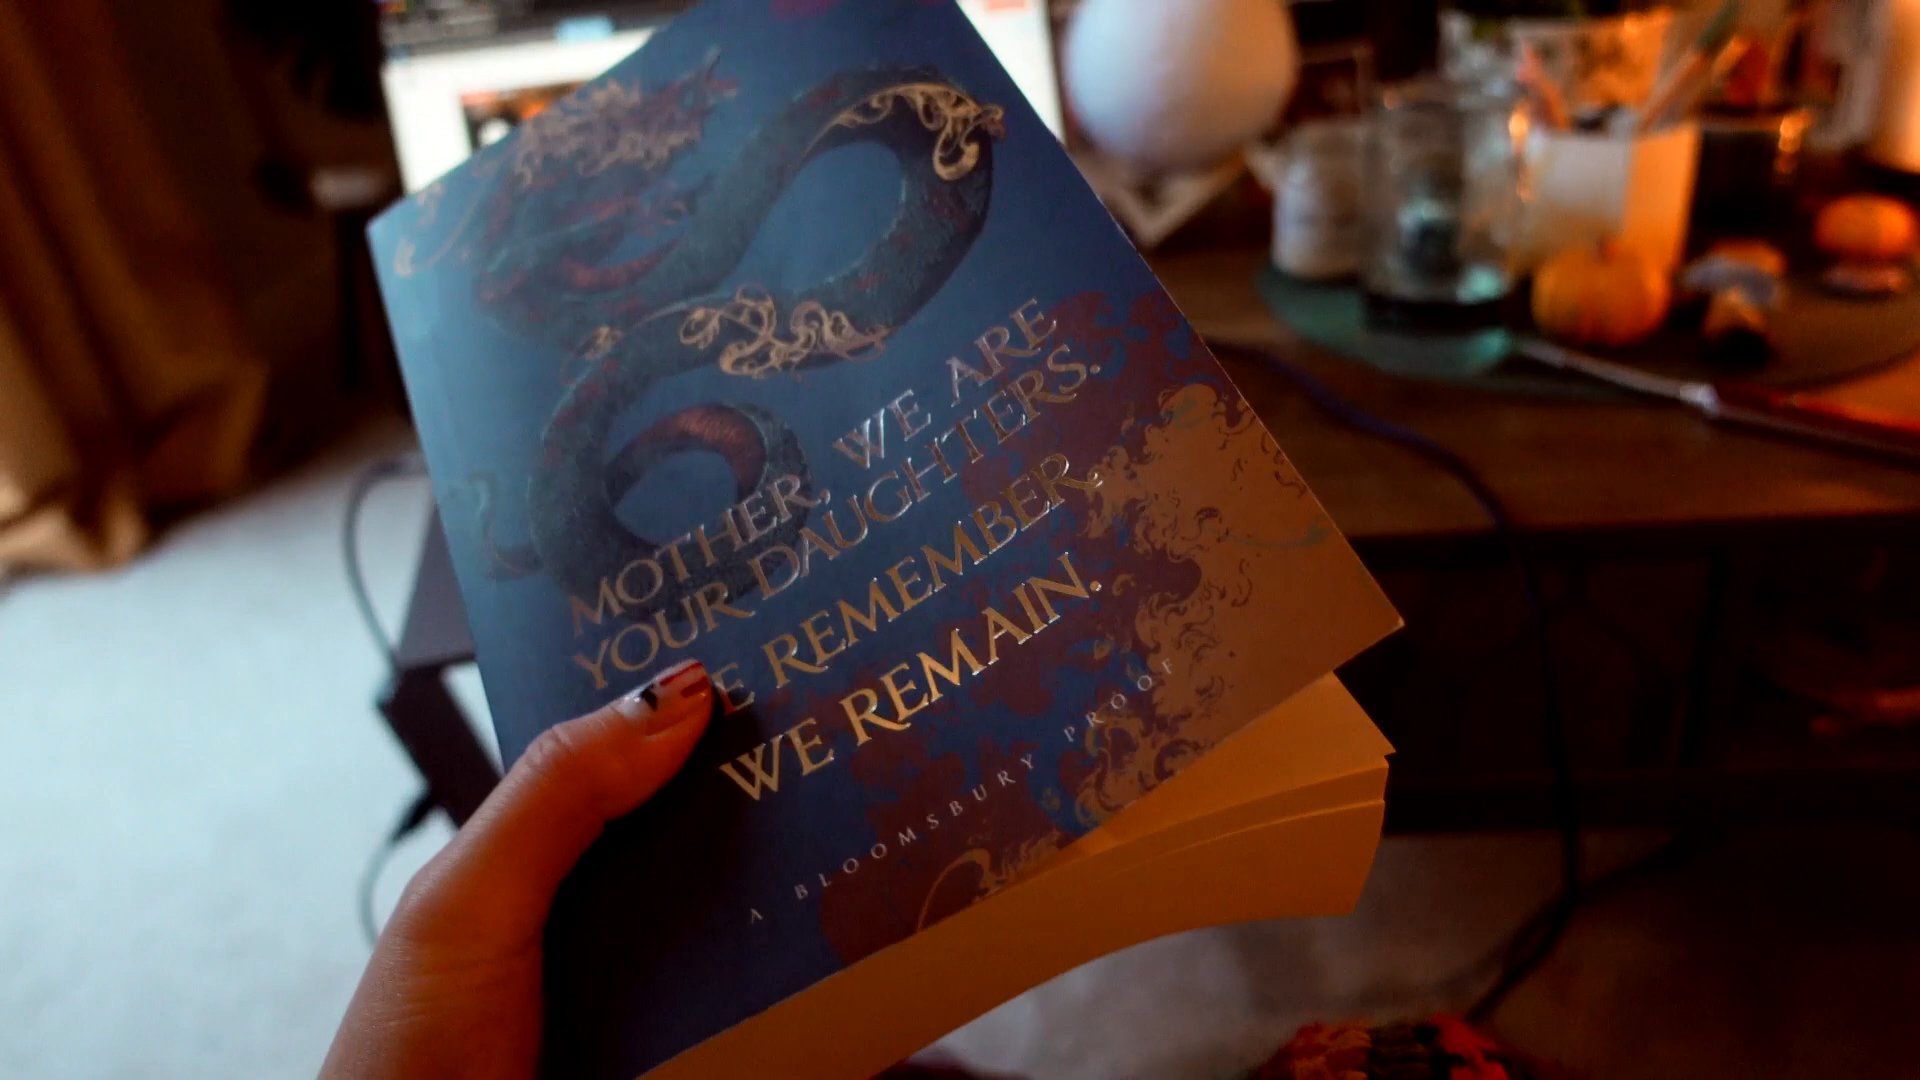 MOTHER, WE ARE
YOUR DAUGHTERS.
WE REMEMBER.
WE REMAIN.
A BLOOMSBURY PROOF